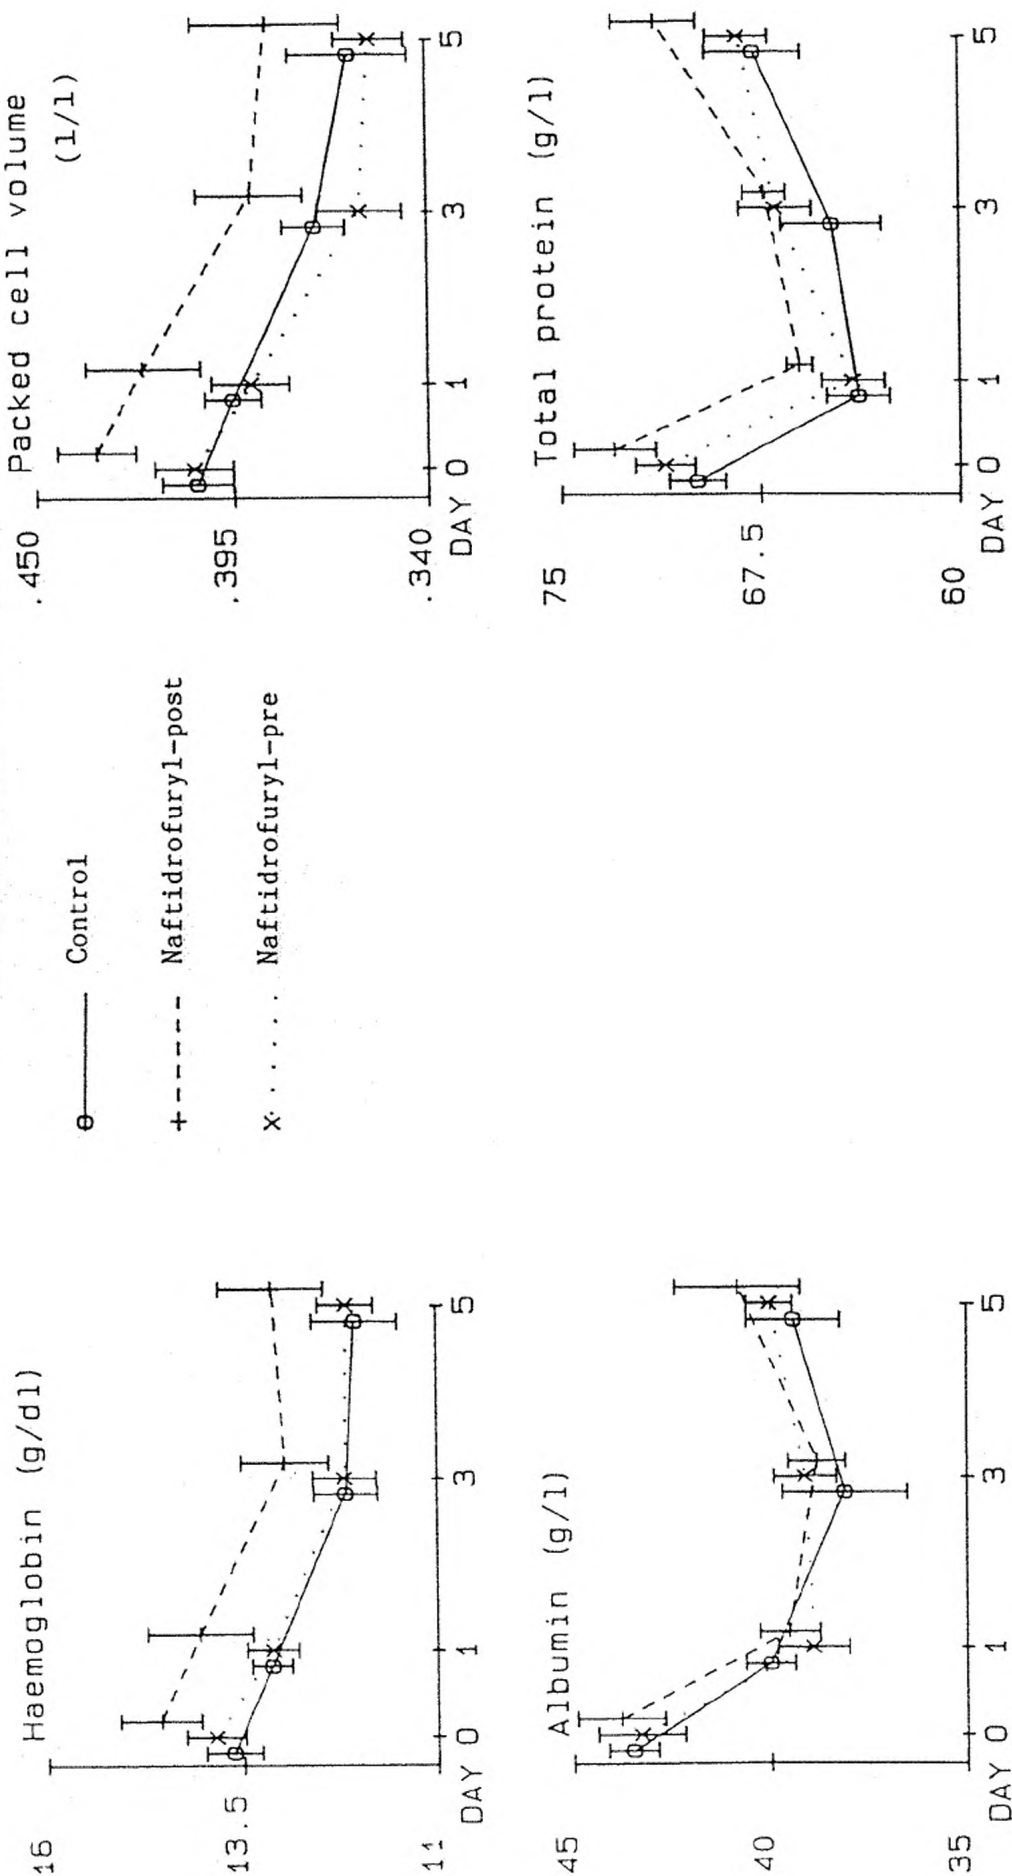 Haemoglobin (g/dl)
16
13.5
11
DAY 0 1 3 5
Control
Naftidrofuryl-post
Naftidrofuryl-pre
Packed cell volume
(l/l)
.450
.395
.340
DAY 0 1 3 5
Albumin (g/l)
45
40
35
DAY 0 1 3 5
Total protein (g/l)
75
67.5
60
DAY 0 1 3 5